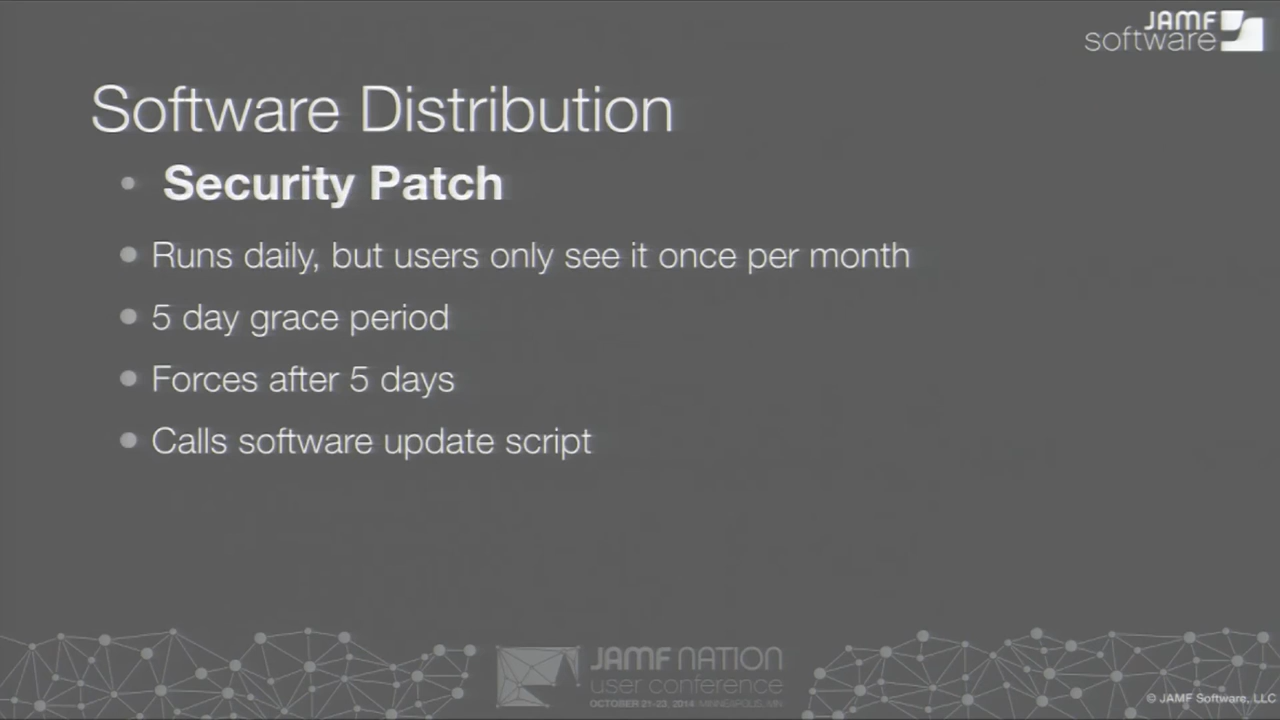 JAMF
software
Software Distribution
• Security Patch
• Runs daily, but users only see it once per month
• 5 day grace period
• Forces after 5 days
• Calls software update script
JAMF NATION
user conference
OCTOBER 21-23, 2014 MINNEAPOLIS, MN
© JAMF Software, LLC